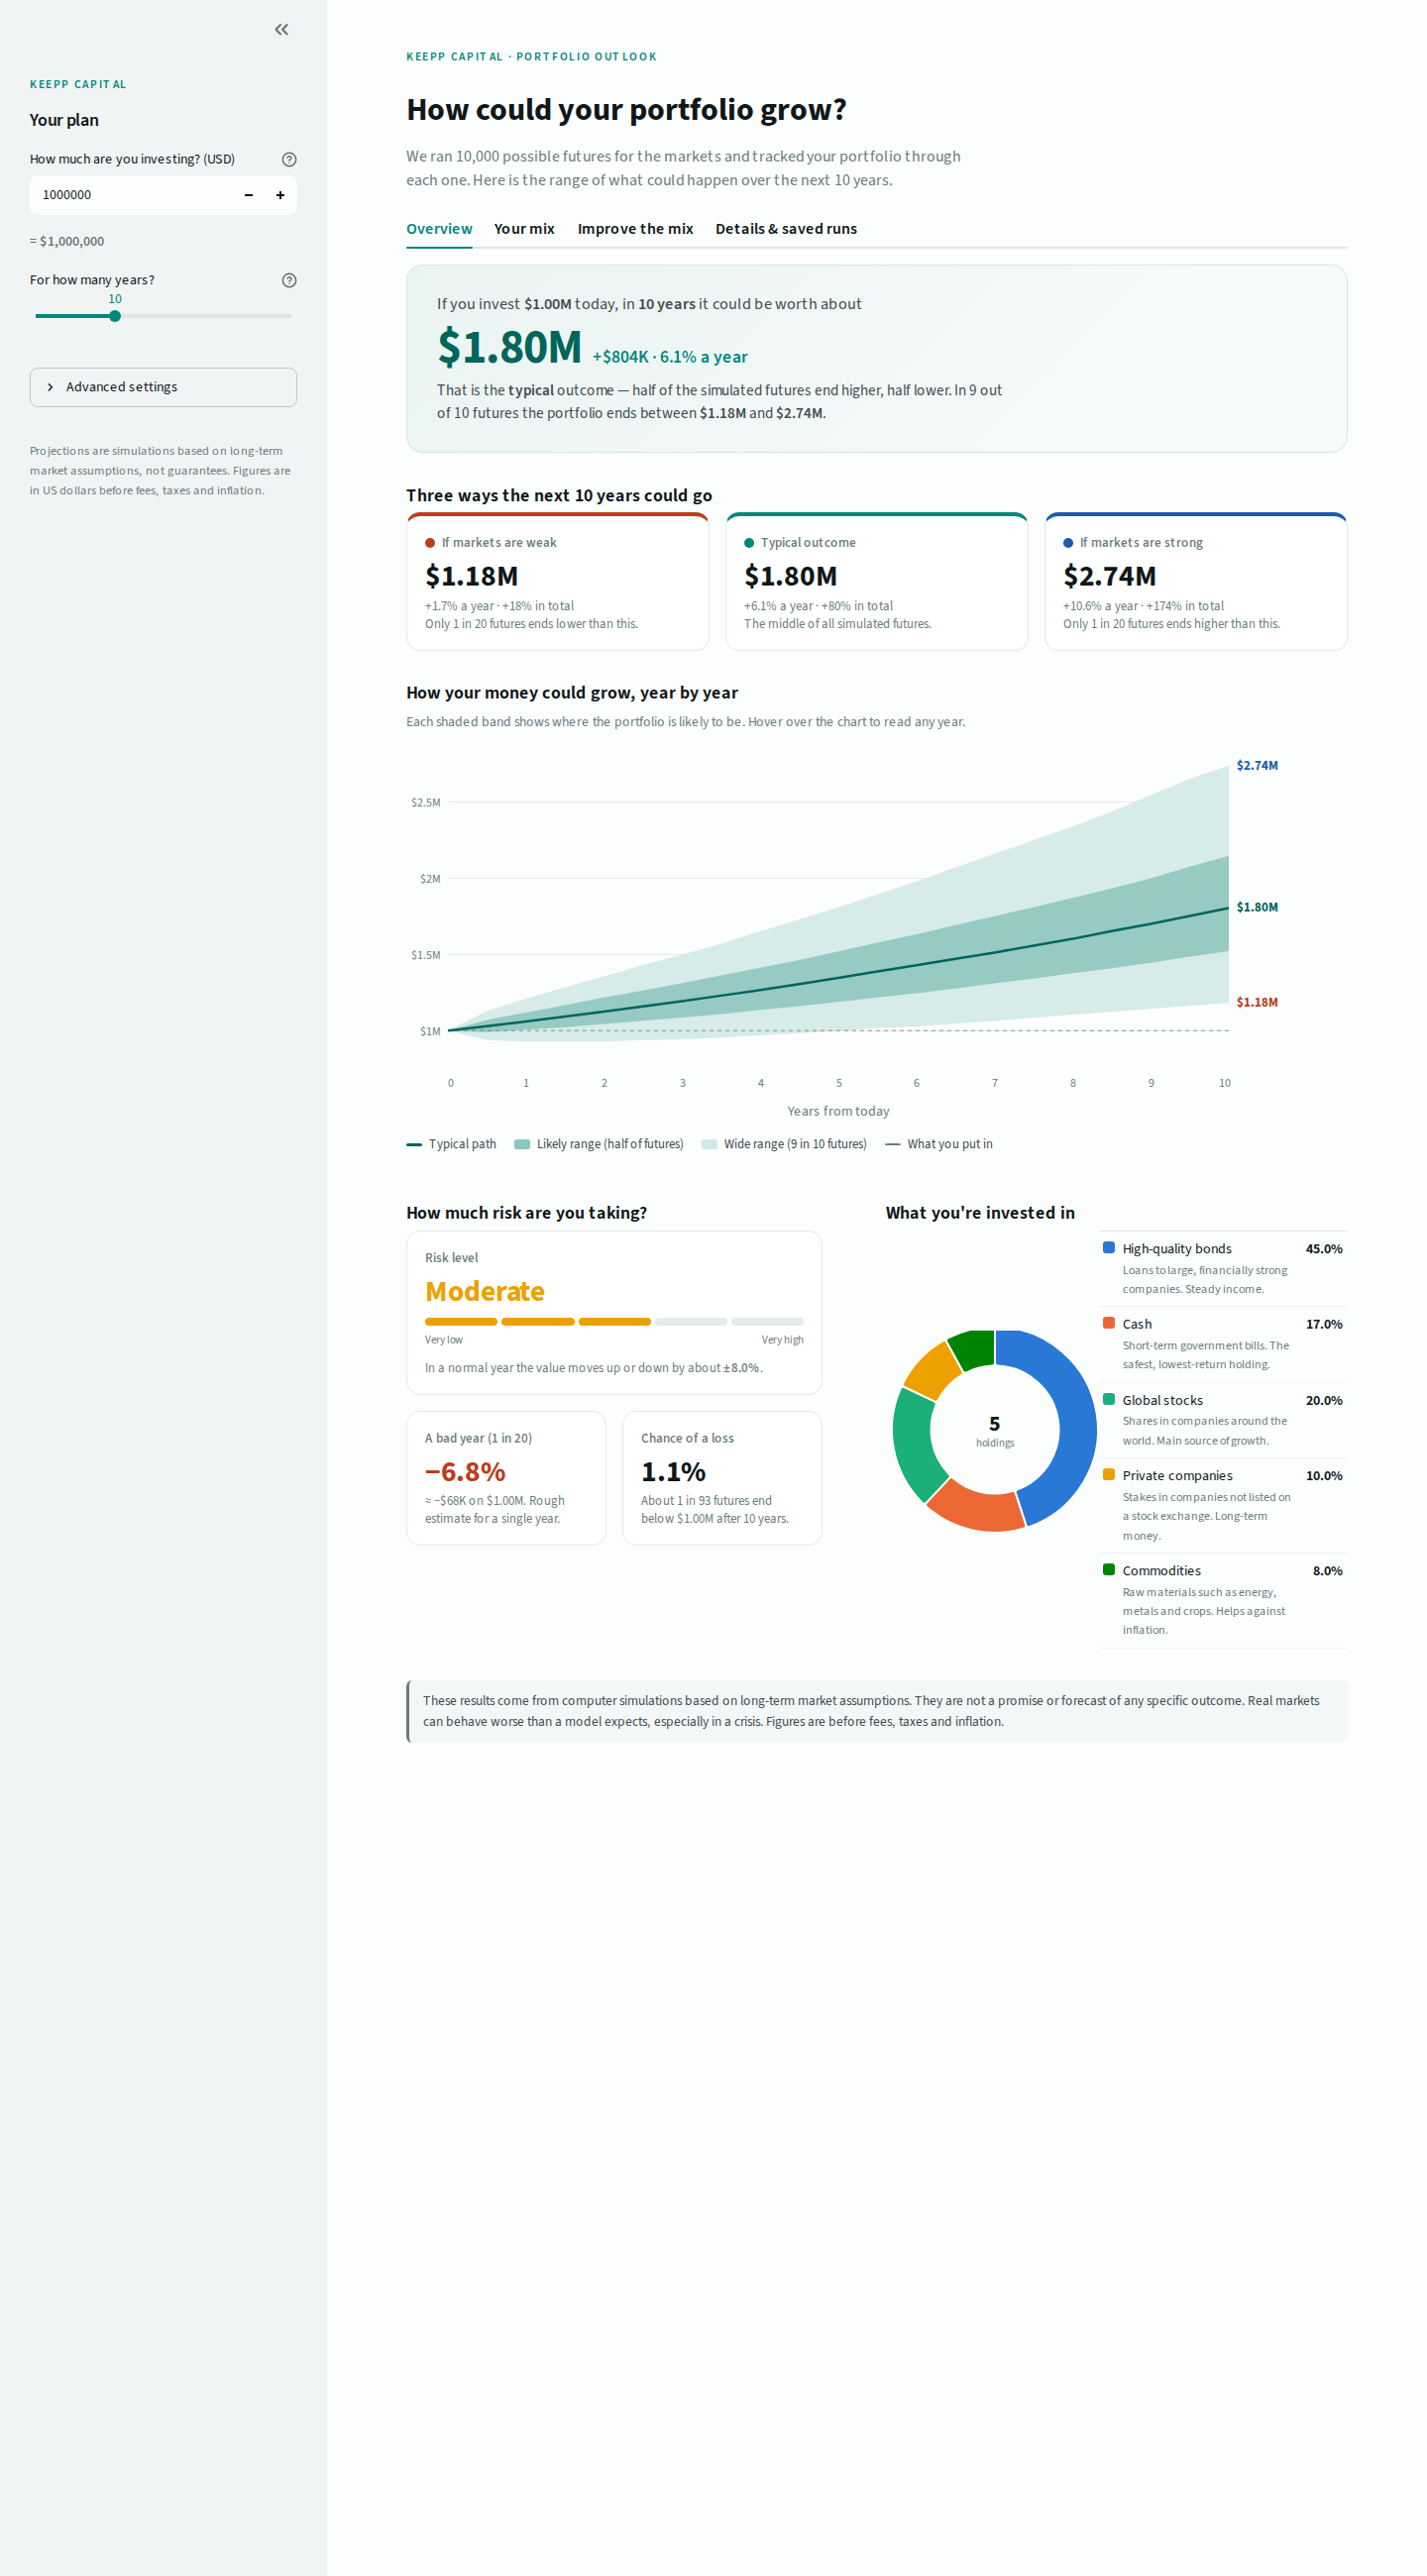 KEEPP CAPITAL
Your plan
How much are you investing? (USD)
1000000
= $1,000,000
For how many years?
10
Advanced settings
Projections are simulations based on long-term
market assumptions, not guarantees. Figures are
in US dollars before fees, taxes and inflation.
KEEPP CAPITAL · PORTFOLIO OUTLOOK
How could your portfolio grow?
We ran 10,000 possible futures for the markets and tracked your portfolio through
each one. Here is the range of what could happen over the next 10 years.
Overview Your mix Improve the mix Details & saved runs
If you invest $1.00M today, in 10 years it could be worth about
$1.80M +$804K · 6.1% a year
That is the typical outcome — half of the simulated futures end higher, half lower. In 9 out
of 10 futures the portfolio ends between $1.18M and $2.74M.
Three ways the next 10 years could go
If markets are weak
$1.18M
+1.7% a year · +18% in total
Only 1 in 20 futures ends lower than this.
Typical outcome
$1.80M
+6.1% a year · +80% in total
The middle of all simulated futures.
If markets are strong
$2.74M
+10.6% a year · +174% in total
Only 1 in 20 futures ends higher than this.
How your money could grow, year by year
Each shaded band shows where the portfolio is likely to be. Hover over the chart to read any year.
$2.74M
$2.5M
$2M
$1.80M
$1.5M
$1.18M
$1M
0 1 2 3 4 5 6 7 8 9 10
Years from today
Typical path Likely range (half of futures) Wide range (9 in 10 futures) What you put in
How much risk are you taking?
Risk level
Moderate
Very low Very high
In a normal year the value moves up or down by about ±8.0%.
A bad year (1 in 20)
−6.8%
≈ −$68K on $1.00M. Rough
estimate for a single year.
Chance of a loss
1.1%
About 1 in 93 futures end
below $1.00M after 10 years.
What you're invested in
5
holdings
High-quality bonds 45.0%
Loans to large, financially strong
companies. Steady income.
Cash 17.0%
Short-term government bills. The
safest, lowest-return holding.
Global stocks 20.0%
Shares in companies around the
world. Main source of growth.
Private companies 10.0%
Stakes in companies not listed on
a stock exchange. Long-term
money.
Commodities 8.0%
Raw materials such as energy,
metals and crops. Helps against
inflation.
These results come from computer simulations based on long-term market assumptions. They are not a promise or forecast of any specific outcome. Real markets
can behave worse than a model expects, especially in a crisis. Figures are before fees, taxes and inflation.